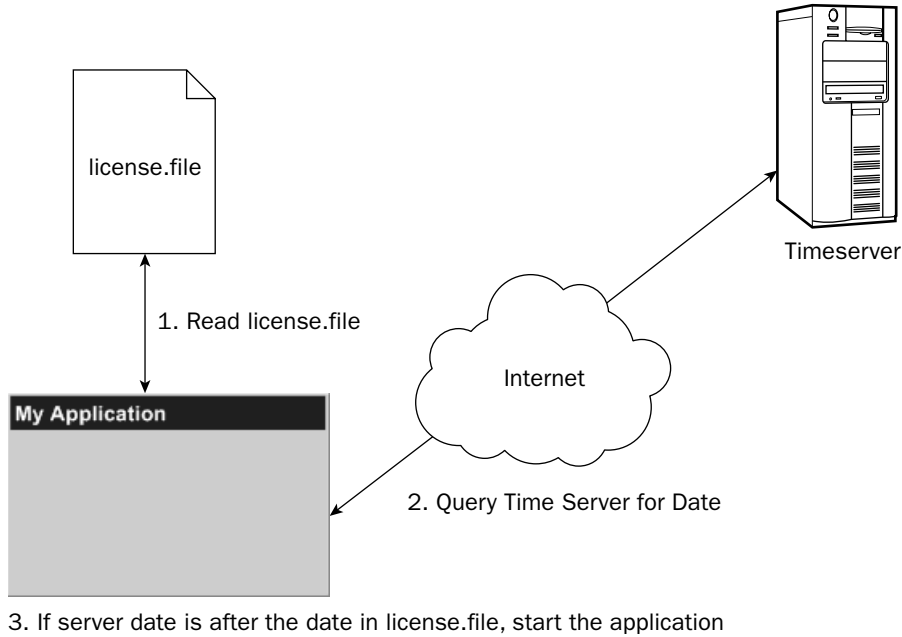 license.file
Timeserver
1. Read license.file
Internet
My Application
2. Query Time Server for Date
3. If server date is after the date in license.file, start the application